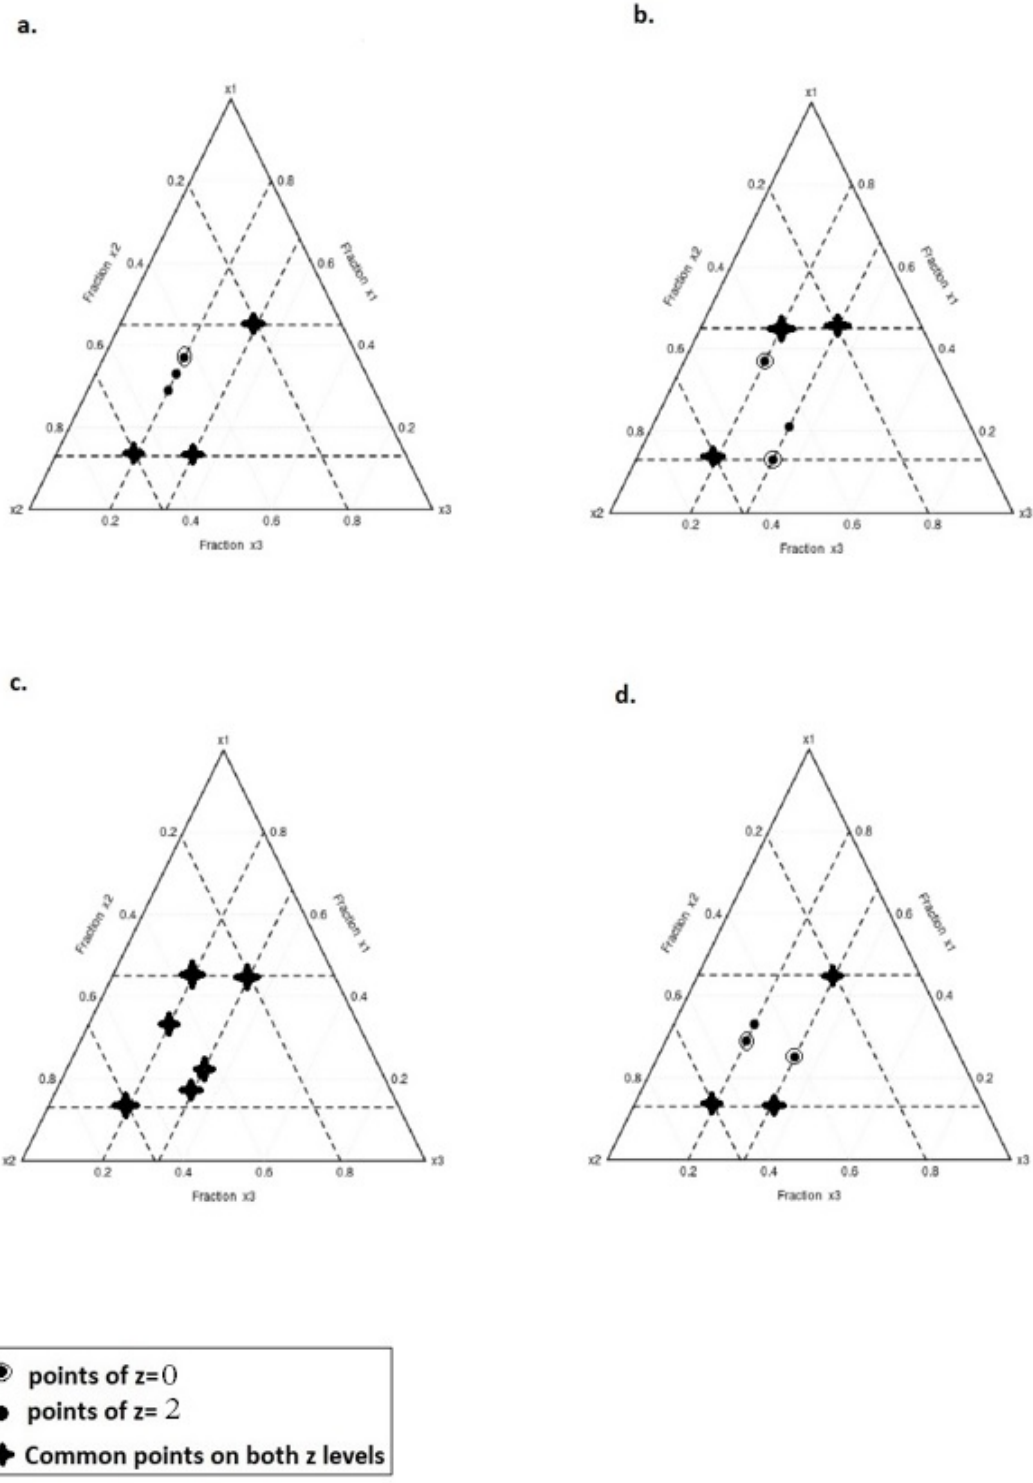 a.
b.
x1
x1
0.2
0.8
0.2
0.8
Fraction x2
Fraction x1
Fraction x2
Fraction x1
0.4
0.6
0.4
0.6
0.6
0.4
0.6
0.4
0.8
0.2
0.8
0.2
x2
x3
x2
x3
0.2
0.4
0.6
0.8
0.2
0.4
0.6
0.8
Fraction x3
Fraction x3
c.
d.
x1
x1
0.2
0.8
0.2
0.8
Fraction x2
Fraction x1
Fraction x2
Fraction x1
0.4
0.6
0.4
0.6
0.6
0.4
0.6
0.4
0.8
0.2
0.8
0.2
x2
x3
x2
x3
0.2
0.4
0.6
0.8
0.2
0.4
0.6
0.8
Fraction x3
Fraction x3
points of z=0
points of z= 2
Common points on both z levels